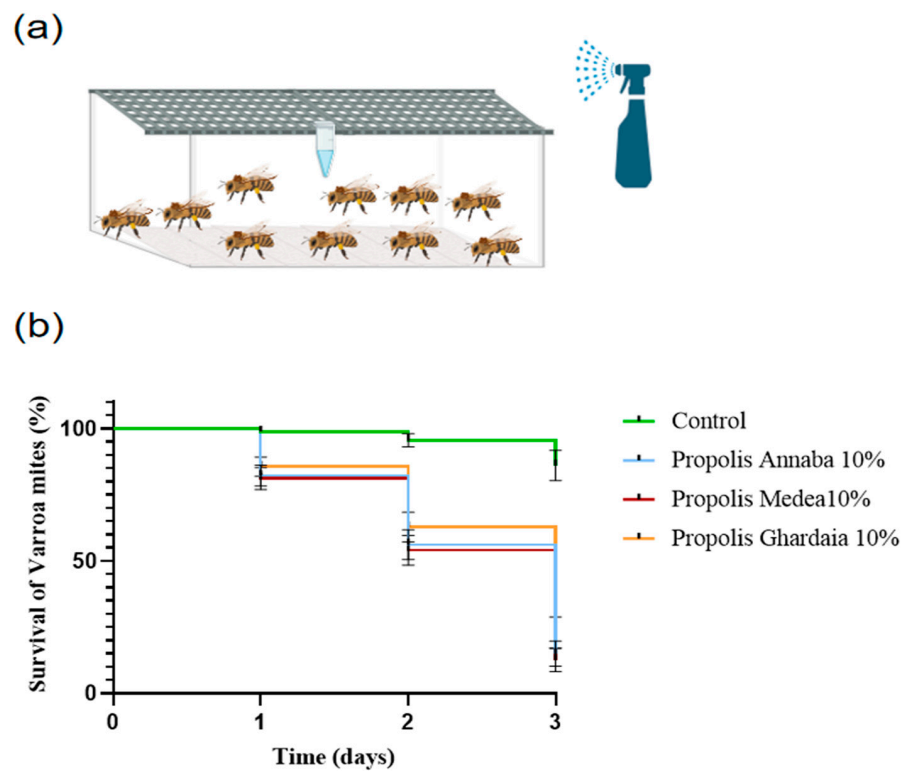 (a)
(b)
Survival of Varroa mites (%)
100
50
0
0 1 2 3
Time (days)
Control
Propolis Annaba 10%
Propolis Medea10%
Propolis Ghardaia 10%